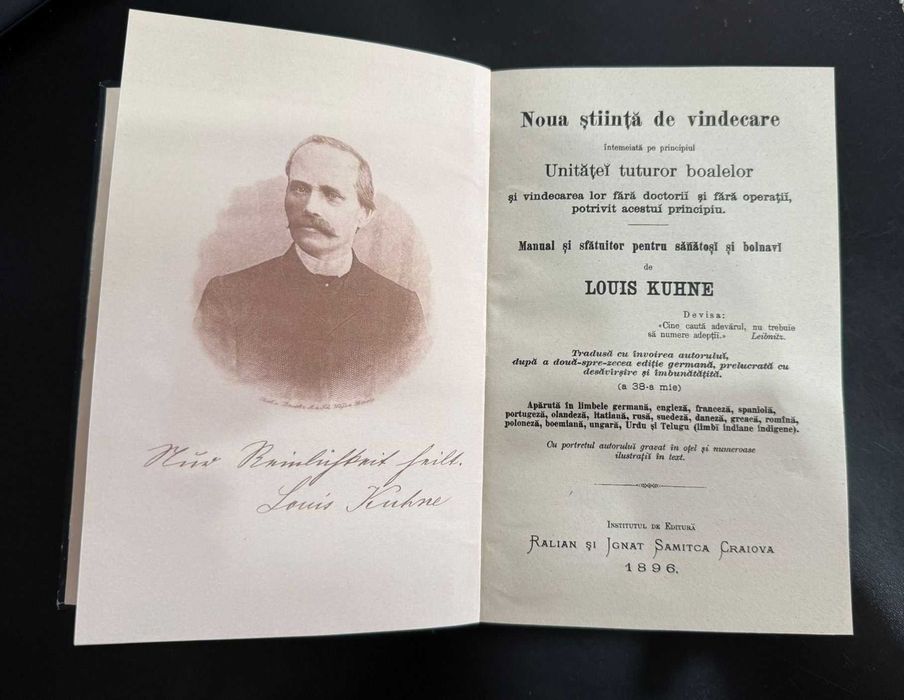 Nur Reinlichkeit heilt.
Louis Kuhne
Noua știință de vindecare
întemeiată pe principiul
Unităței̇̆ tuturor boalelor
și vindecarea lor fără doctorii̇̆ și fără operații̇̆,
potrivit acestui̇̆ principiu.
Manual și sfătuitor pentru sănătoși̇̆ și bolnavi̇̆
de
LOUIS KUHNE
Devisa:
«Cine caută adevărul, nu trebuie
să numere adepții.» Leibnitz.
Tradusă cu învoirea autorului̇̆,
după a două-spre-zecea ediție germană, prelucrată cu
desăvîrșire și îmbunătățită.
(a 38-a mie)
Apărută în limbele germană, engleză, franceză, spaniolă,
portugeză, olandeză, italiană, rusă, suedeză, daneză, greacă, romînă,
poloneză, boemiană, ungară, Urdu și Telugu (limbĭ indiane indigene).
Cu portretul autorului gravat în oțel și numeroase
ilustrațiĭ în text.
INSTITUTUL DE EDITURĂ
RALIAN ȘI IGNAT SAMITCA CRAIOVA
1896.